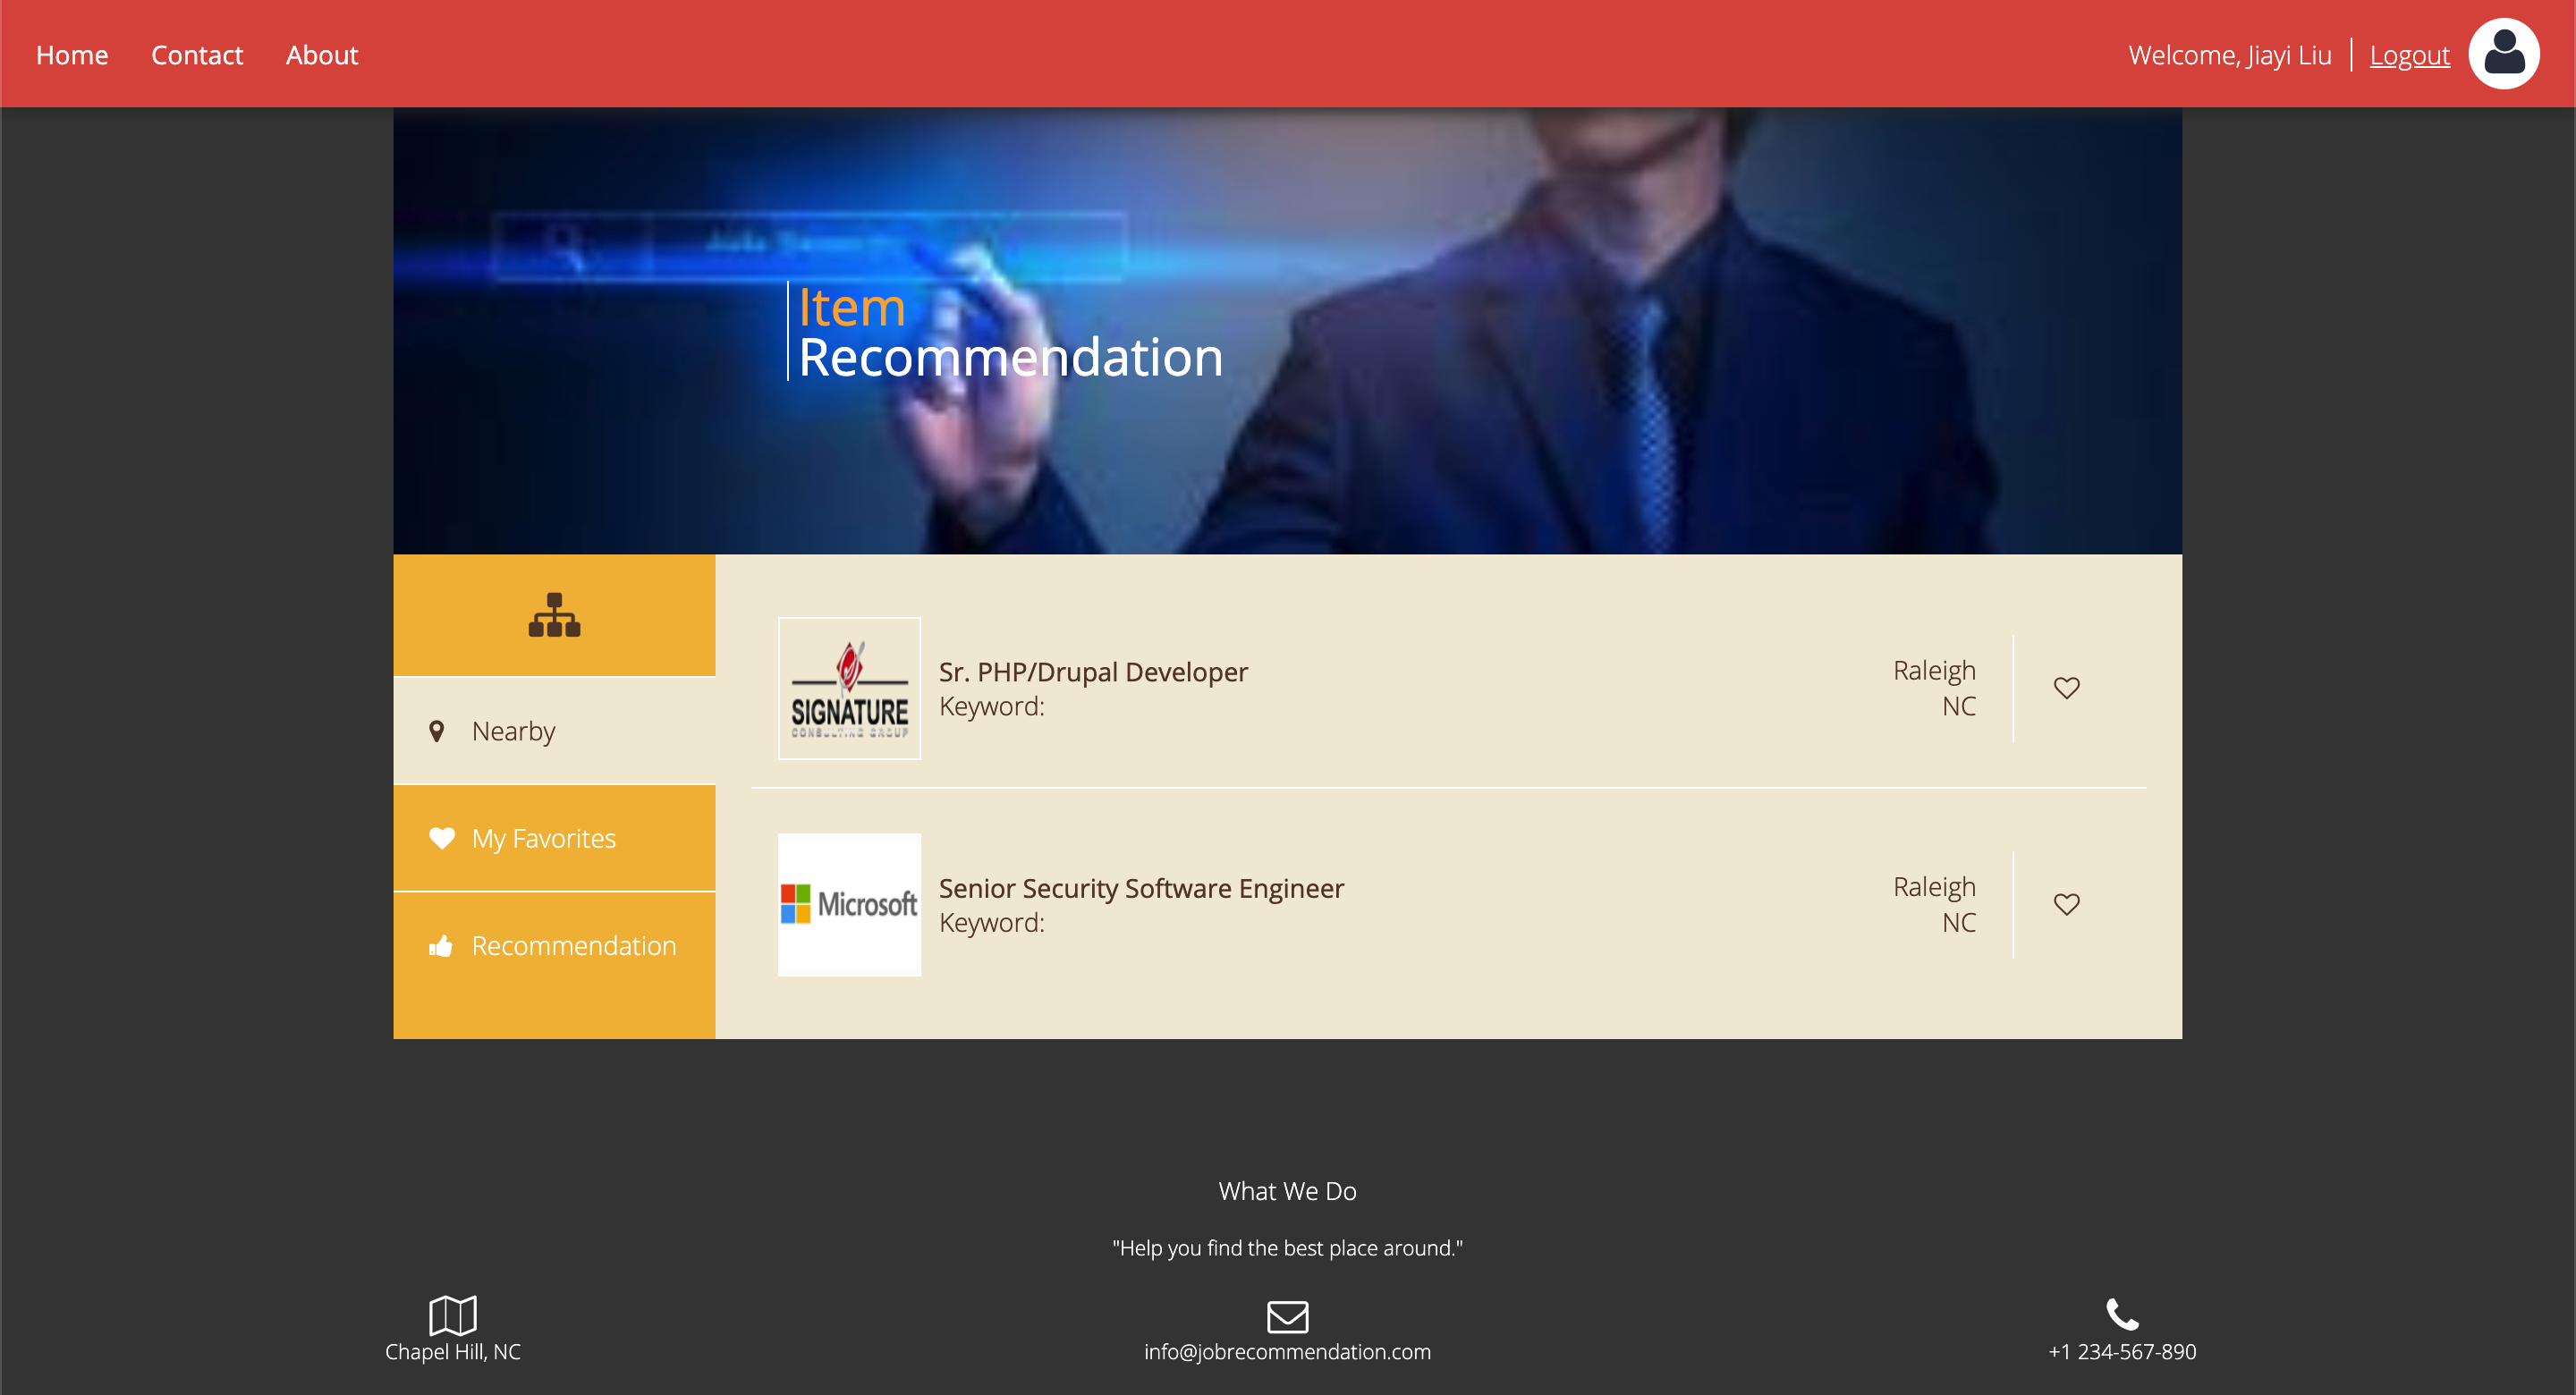 Home Contact About
Welcome, Jiayi Liu Logout
Item
Recommendation
Nearby
My Favorites
Recommendation
SIGNATURE
CONSULTING GROUP
Sr. PHP/Drupal Developer
Keyword:
Raleigh
NC
Microsoft
Senior Security Software Engineer
Keyword:
Raleigh
NC
What We Do
"Help you find the best place around."
Chapel Hill, NC
info@jobrecommendation.com
+1 234-567-890